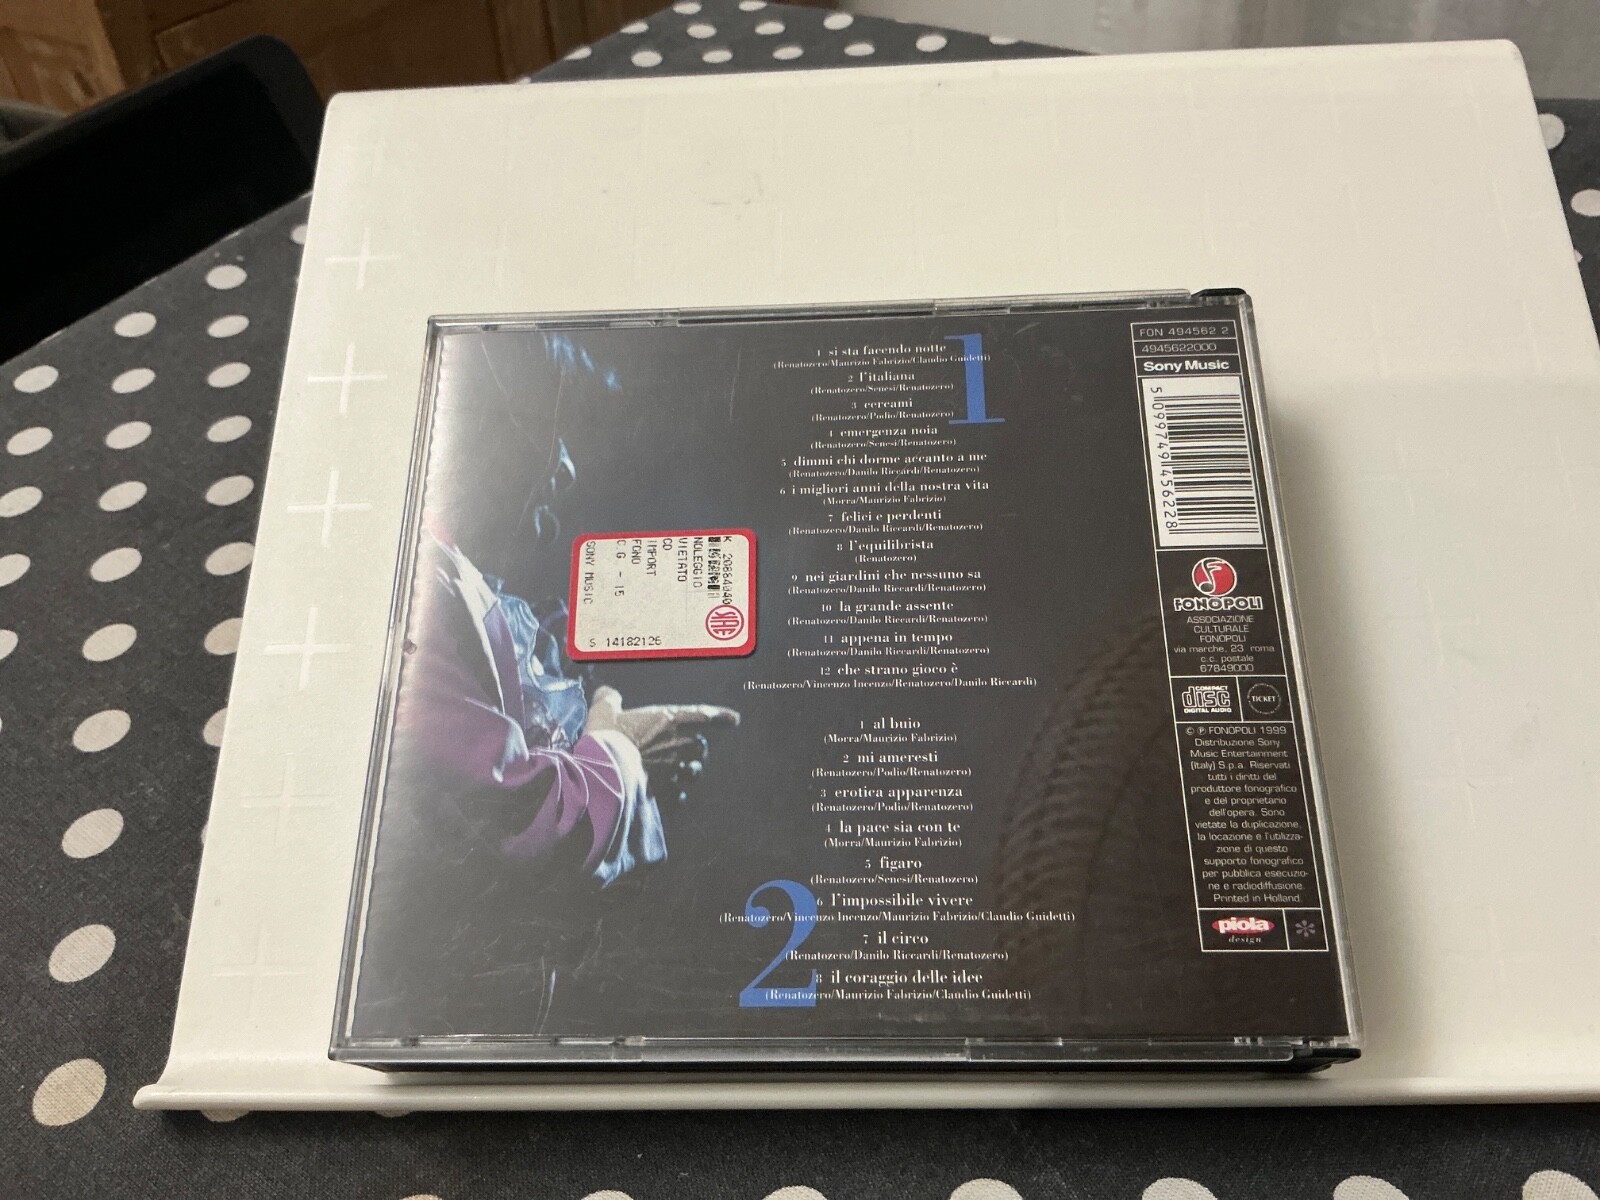 1
1 si sta facendo notte
(Renatozero/Maurizio Fabrizio/Claudio Guidetti)
2 l'italiana
(Renatozero/Senesi/Renatozero)
3 cercami
(Renatozero/Podio/Renatozero)
4 emergenza noia
(Renatozero/Senesi/Renatozero)
5 dimmi chi dorme accanto a me
(Renatozero/Danilo Riccardi/Renatozero)
6 i migliori anni della nostra vita
(Morra/Maurizio Fabrizio)
7 felici e perdenti
(Renatozero/Danilo Riccardi/Renatozero)
8 l'equilibrista
(Renatozero)
9 nei giardini che nessuno sa
(Renatozero/Danilo Riccardi/Renatozero)
10 la grande assente
(Renatozero/Danilo Riccardi/Renatozero)
11 appena in tempo
(Renatozero/Danilo Riccardi/Renatozero)
12 che strano gioco è
(Renatozero/Vincenzo Incenzo/Renatozero/Danilo Riccardi)
2
1 al buio
(Morra/Maurizio Fabrizio)
2 mi ameresti
(Renatozero/Podio/Renatozero)
3 erotica apparenza
(Renatozero/Podio/Renatozero)
4 la pace sia con te
(Morra/Maurizio Fabrizio)
5 figaro
(Renatozero/Senesi/Renatozero)
6 l'impossibile vivere
(Renatozero/Vincenzo Incenzo/Maurizio Fabrizio/Claudio Guidetti)
7 il circo
(Renatozero/Danilo Riccardi/Renatozero)
8 il coraggio delle idee
(Renatozero/Maurizio Fabrizio/Claudio Guidetti)
K 20884040
NOLEGGIO
VIETATO
CD
IMPORT
FONO
C G - 15
SONY MUSIC
S 14182126
SIAE
FON 494562 2
4945622000
Sony Music
5 099749 456228
FONÒPOLI
ASSOCIAZIONE
CULTURALE
FONÒPOLI
via marche, 23 roma
c.c. postale
67849000
COMPACT
disc
DIGITAL AUDIO
TICKET
© ℗ FONÒPOLI 1999
Distribuzione Sony
Music Entertainment
(Italy) S.p.a. Riservati
tutti i diritti del
produttore fonografico
e del proprietario
dell'opera. Sono
vietate la duplicazione,
la locazione e l'utilizza-
zione di questo
supporto fonografico
per pubblica esecuzio-
ne e radiodiffusione.
Printed in Holland.
piola
design